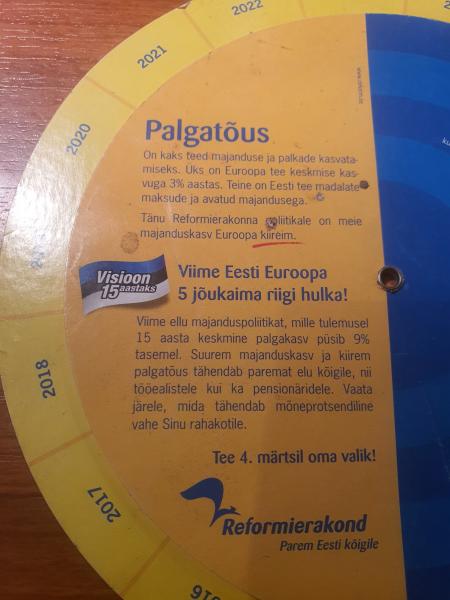 2022
2021
2020
2018
2017
2016
Palgatõus
On kaks teed majanduse ja palkade kasvata-
miseks. Üks on Euroopa tee keskmise kas-
vuga 3% aastas. Teine on Eesti tee madalate
maksude ja avatud majandusega.
Tänu Reformierakonna poliitikale on meie
majanduskasv Euroopa kiireim.
Visioon
15 aastaks
Viime Eesti Euroopa
5 jõukaima riigi hulka!
Viime ellu majanduspoliitikat, mille tulemusel
15 aasta keskmine palgakasv püsib 9%
tasemel. Suurem majanduskasv ja kiirem
palgatõus tähendab paremat elu kõigile, nii
tööealistele kui ka pensionäridele. Vaata
järele, mida tähendab mõneprotsendiline
vahe Sinu rahakotile.
Tee 4. märtsil oma valik!
Reformierakond
Parem Eesti kõigile